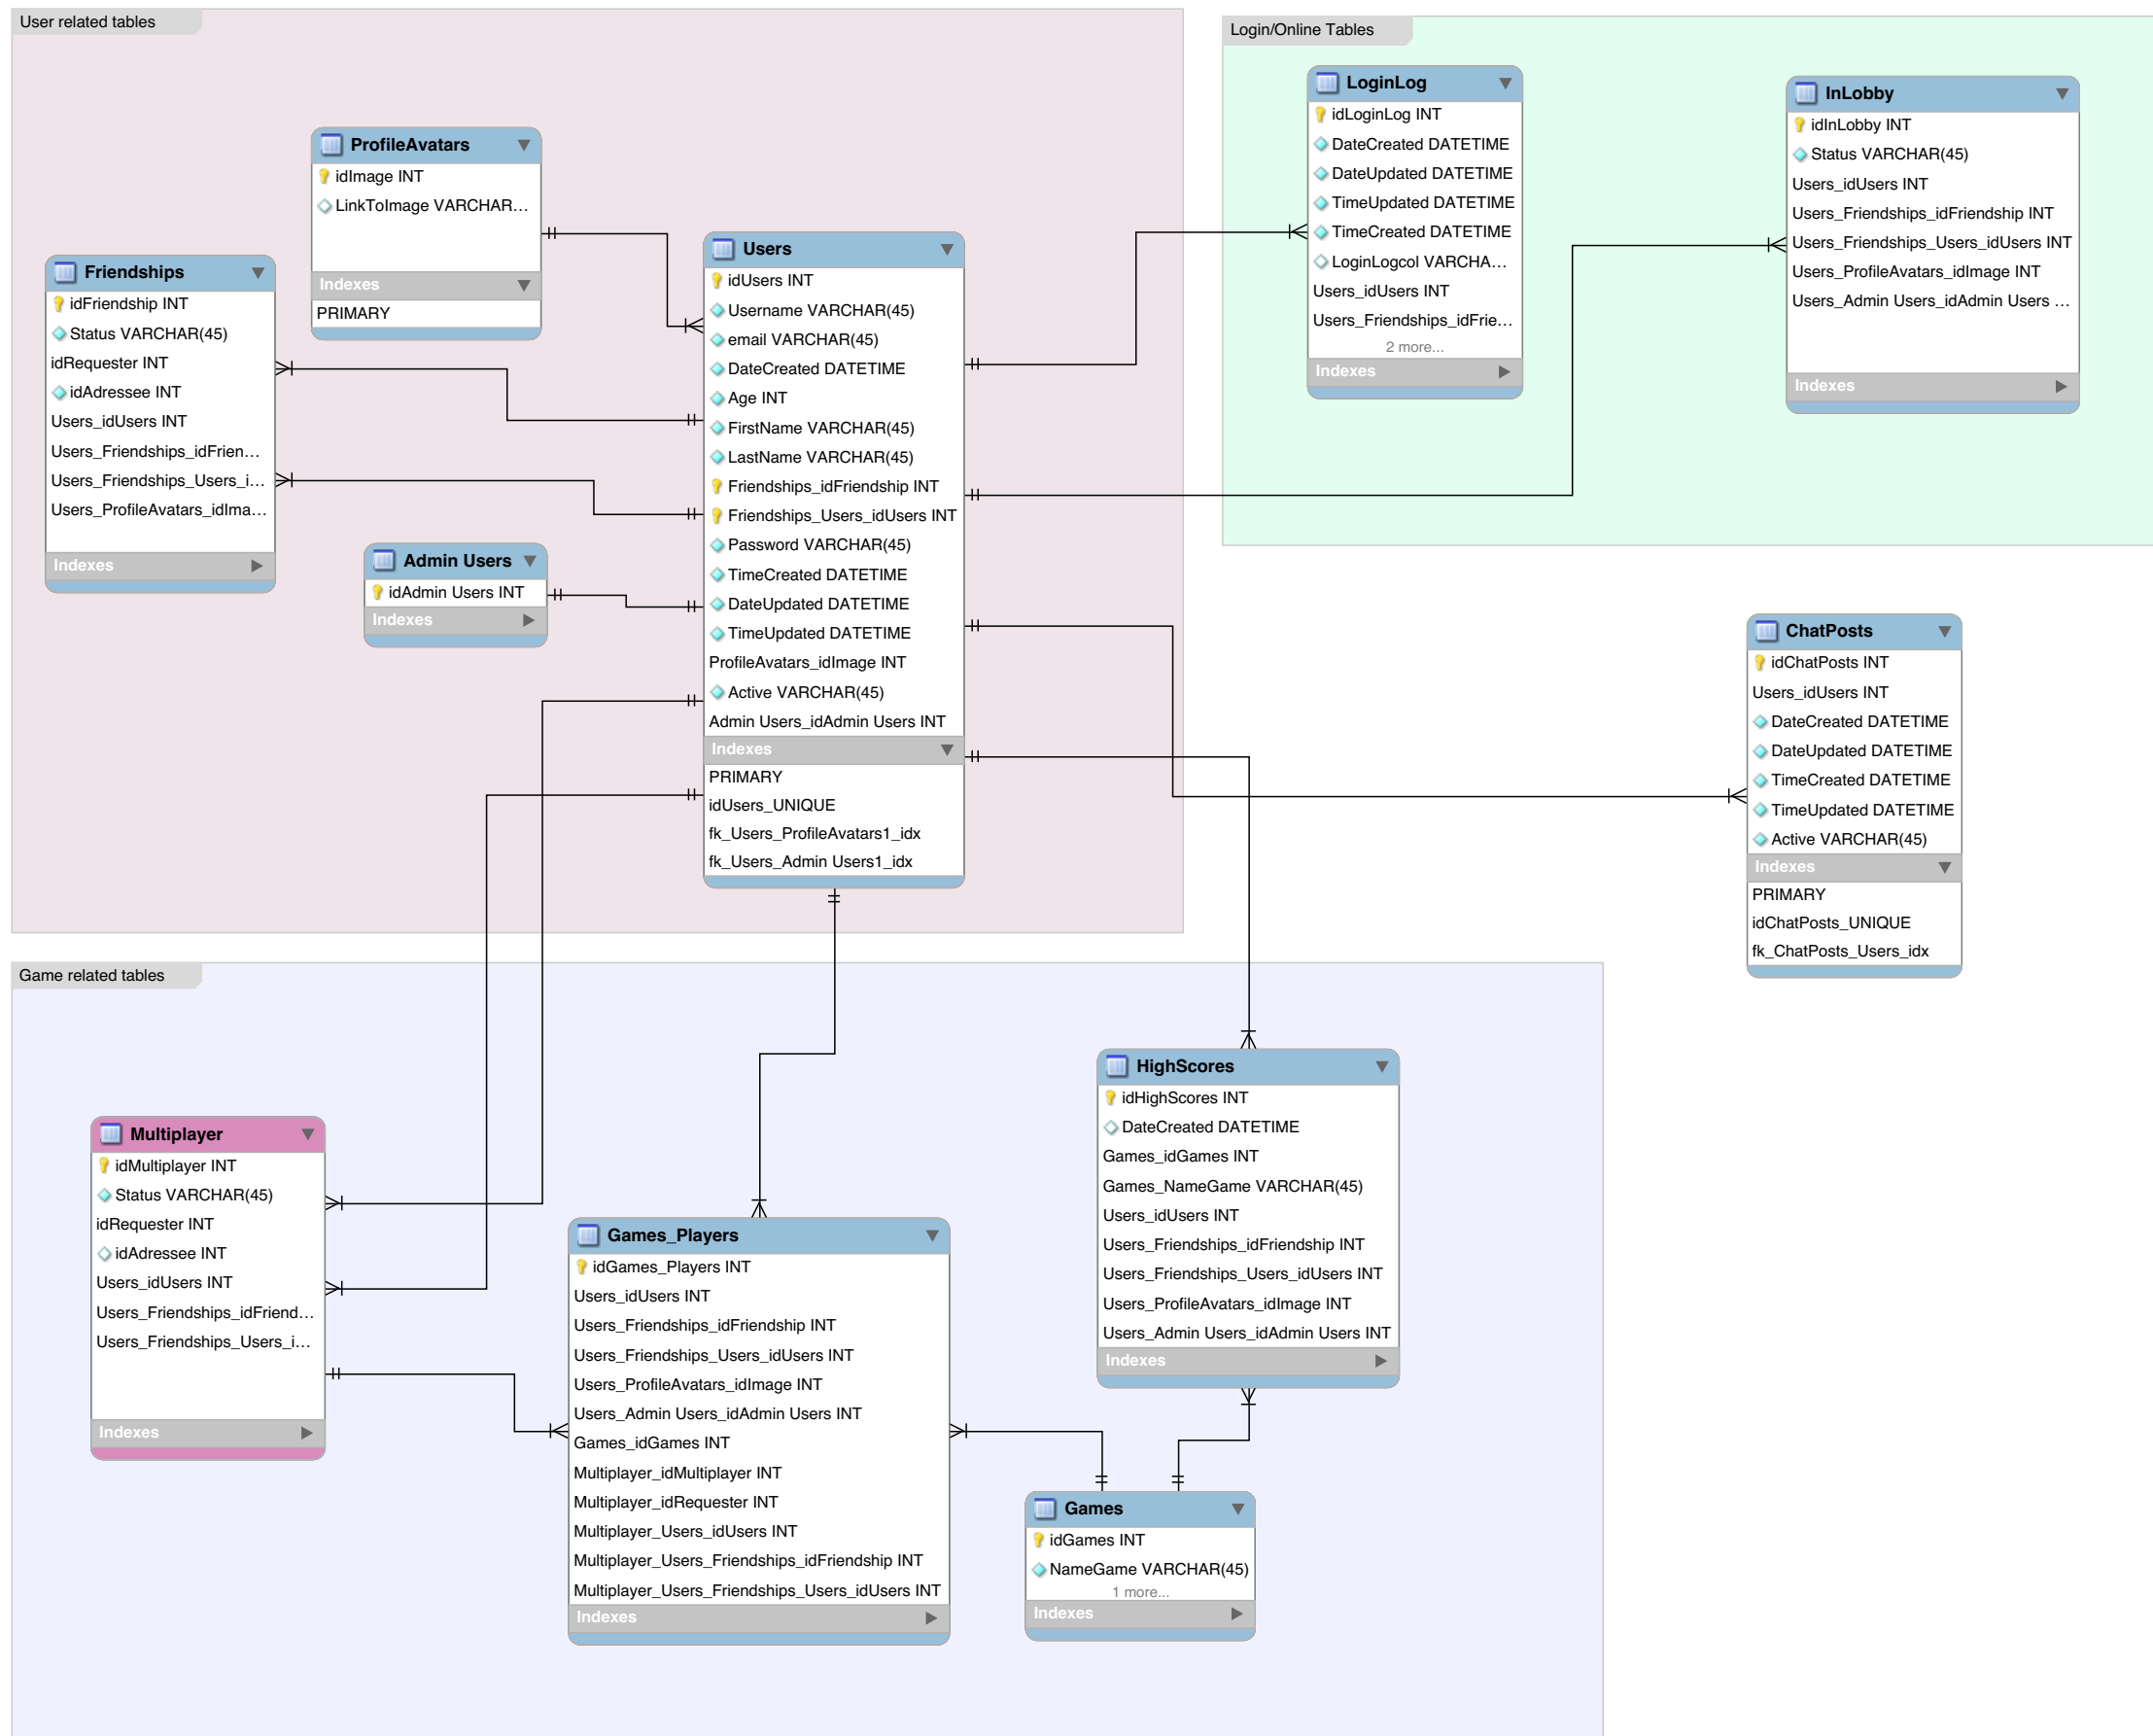 User related tables
Login/Online Tables
ProfileAvatars
idImage INT
LinkToImage VARCHAR...
Indexes
PRIMARY
Friendships
idFriendship INT
Status VARCHAR(45)
idRequester INT
idAdressee INT
Users_idUsers INT
Users_Friendships_idFrien...
Users_Friendships_Users_i...
Users_ProfileAvatars_idIma...
Indexes
Admin Users
idAdmin Users INT
Indexes
Users
idUsers INT
Username VARCHAR(45)
email VARCHAR(45)
DateCreated DATETIME
Age INT
FirstName VARCHAR(45)
LastName VARCHAR(45)
Friendships_idFriendship INT
Friendships_Users_idUsers INT
Password VARCHAR(45)
TimeCreated DATETIME
DateUpdated DATETIME
TimeUpdated DATETIME
ProfileAvatars_idImage INT
Active VARCHAR(45)
Admin Users_idAdmin Users INT
Indexes
PRIMARY
idUsers_UNIQUE
fk_Users_ProfileAvatars1_idx
fk_Users_Admin Users1_idx
LoginLog
idLoginLog INT
DateCreated DATETIME
DateUpdated DATETIME
TimeUpdated DATETIME
TimeCreated DATETIME
LoginLogcol VARCHA...
Users_idUsers INT
Users_Friendships_idFrie...
2 more...
Indexes
InLobby
idInLobby INT
Status VARCHAR(45)
Users_idUsers INT
Users_Friendships_idFriendship INT
Users_Friendships_Users_idUsers INT
Users_ProfileAvatars_idImage INT
Users_Admin Users_idAdmin Users ...
Indexes
ChatPosts
idChatPosts INT
Users_idUsers INT
DateCreated DATETIME
DateUpdated DATETIME
TimeCreated DATETIME
TimeUpdated DATETIME
Active VARCHAR(45)
Indexes
PRIMARY
idChatPosts_UNIQUE
fk_ChatPosts_Users_idx
Game related tables
Multiplayer
idMultiplayer INT
Status VARCHAR(45)
idRequester INT
idAdressee INT
Users_idUsers INT
Users_Friendships_idFriend...
Users_Friendships_Users_i...
Indexes
Games_Players
idGames_Players INT
Users_idUsers INT
Users_Friendships_idFriendship INT
Users_Friendships_Users_idUsers INT
Users_ProfileAvatars_idImage INT
Users_Admin Users_idAdmin Users INT
Games_idGames INT
Multiplayer_idMultiplayer INT
Multiplayer_idRequester INT
Multiplayer_Users_idUsers INT
Multiplayer_Users_Friendships_idFriendship INT
Multiplayer_Users_Friendships_Users_idUsers INT
Indexes
HighScores
idHighScores INT
DateCreated DATETIME
Games_idGames INT
Games_NameGame VARCHAR(45)
Users_idUsers INT
Users_Friendships_idFriendship INT
Users_Friendships_Users_idUsers INT
Users_ProfileAvatars_idImage INT
Users_Admin Users_idAdmin Users INT
Indexes
Games
idGames INT
NameGame VARCHAR(45)
1 more...
Indexes